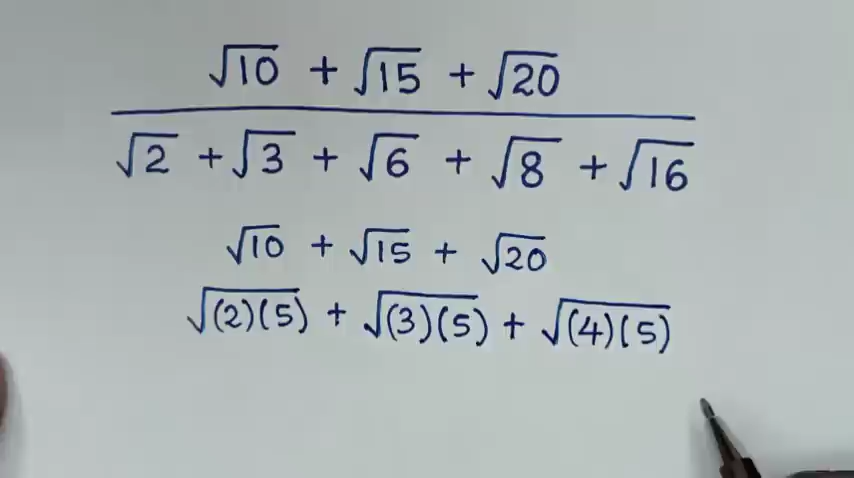 √10 + √15 + √20
√2 + √3 + √6 + √8 + √16
√10 + √15 + √20
√(2)(5) + √(3)(5) + √(4)(5)